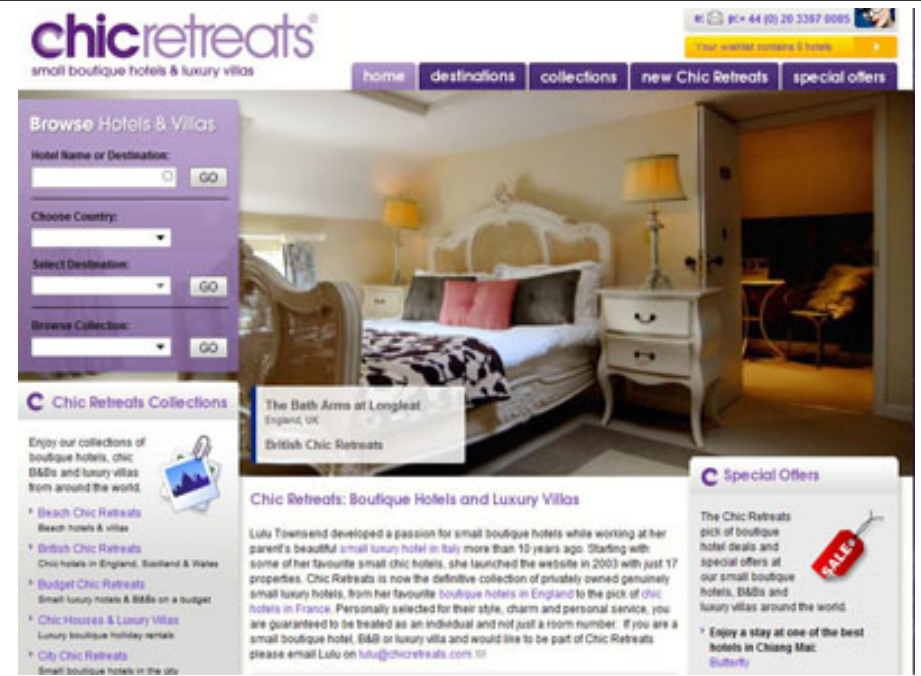 chicretreats
small boutique hotels & luxury villas
e: p:+ 44 (0) 20 3397 0085
Your wishlist contains 0 hotels
home destinations collections new Chic Retreats special offers
Browse Hotels & Villas
Hotel Name or Destination:
GO
Choose Country:
Select Destination:
GO
Browse Collection:
GO
The Bath Arms at Longleat
England, UK
British Chic Retreats
Chic Retreats Collections
Enjoy our collections of
boutique hotels, chic
B&Bs and luxury villas
from around the world.
Beach Chic Retreats
Beach hotels & villas
British Chic Retreats
Chic hotels in England, Scotland & Wales
Budget Chic Retreats
Small luxury hotels & B&Bs on a budget
Chic Houses & Luxury Villas
Luxury boutique holiday rentals
City Chic Retreats
Small boutique hotels in the city
Chic Retreats: Boutique Hotels and Luxury Villas
Lulu Townsend developed a passion for small boutique hotels while working at her
parent's beautiful small luxury hotel in Italy more than 10 years ago. Starting with
some of her favourite small chic hotels, she launched the website in 2003 with just 17
properties. Chic Retreats is now the definitive collection of privately owned genuinely
small luxury hotels, from her favourite boutique hotels in England to the pick of chic
hotels in France. Personally selected for their style, charm and personal service, you
are guaranteed to be treated as an individual and not just a room number. If you are a
small boutique hotel, B&B or luxury villa and would like to be part of Chic Retreats
please email Lulu on lulu@chicretreats.com
Special Offers
The Chic Retreats
pick of boutique
hotel deals and
special offers at
our small boutique
hotels, B&Bs and
luxury villas around the world.
SALE
Enjoy a stay at one of the best
hotels in Chiang Mai:
Butterfly